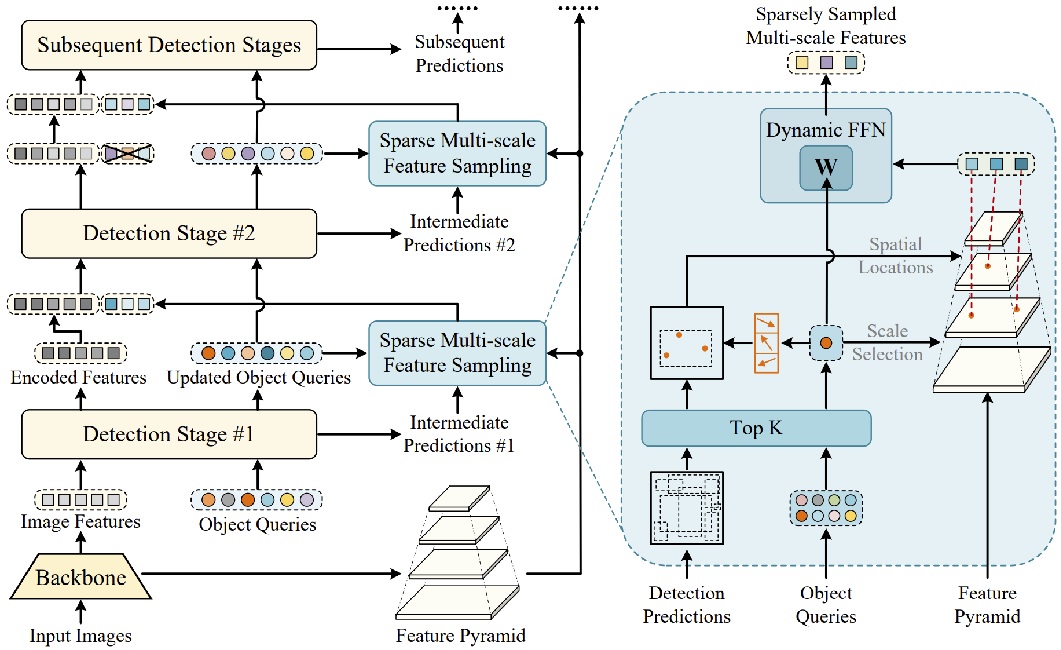 Subsequent Detection Stages
Subsequent
Predictions
Sparse Multi-scale
Feature Sampling
Detection Stage #2
Intermediate
Predictions #2
Encoded Features
Updated Object Queries
Sparse Multi-scale
Feature Sampling
Detection Stage #1
Intermediate
Predictions #1
Image Features
Object Queries
Backbone
Input Images
Feature Pyramid
Sparsely Sampled
Multi-scale Features
Dynamic FFN
W
Spatial
Locations
Scale
Selection
Top K
Detection
Predictions
Object
Queries
Feature
Pyramid